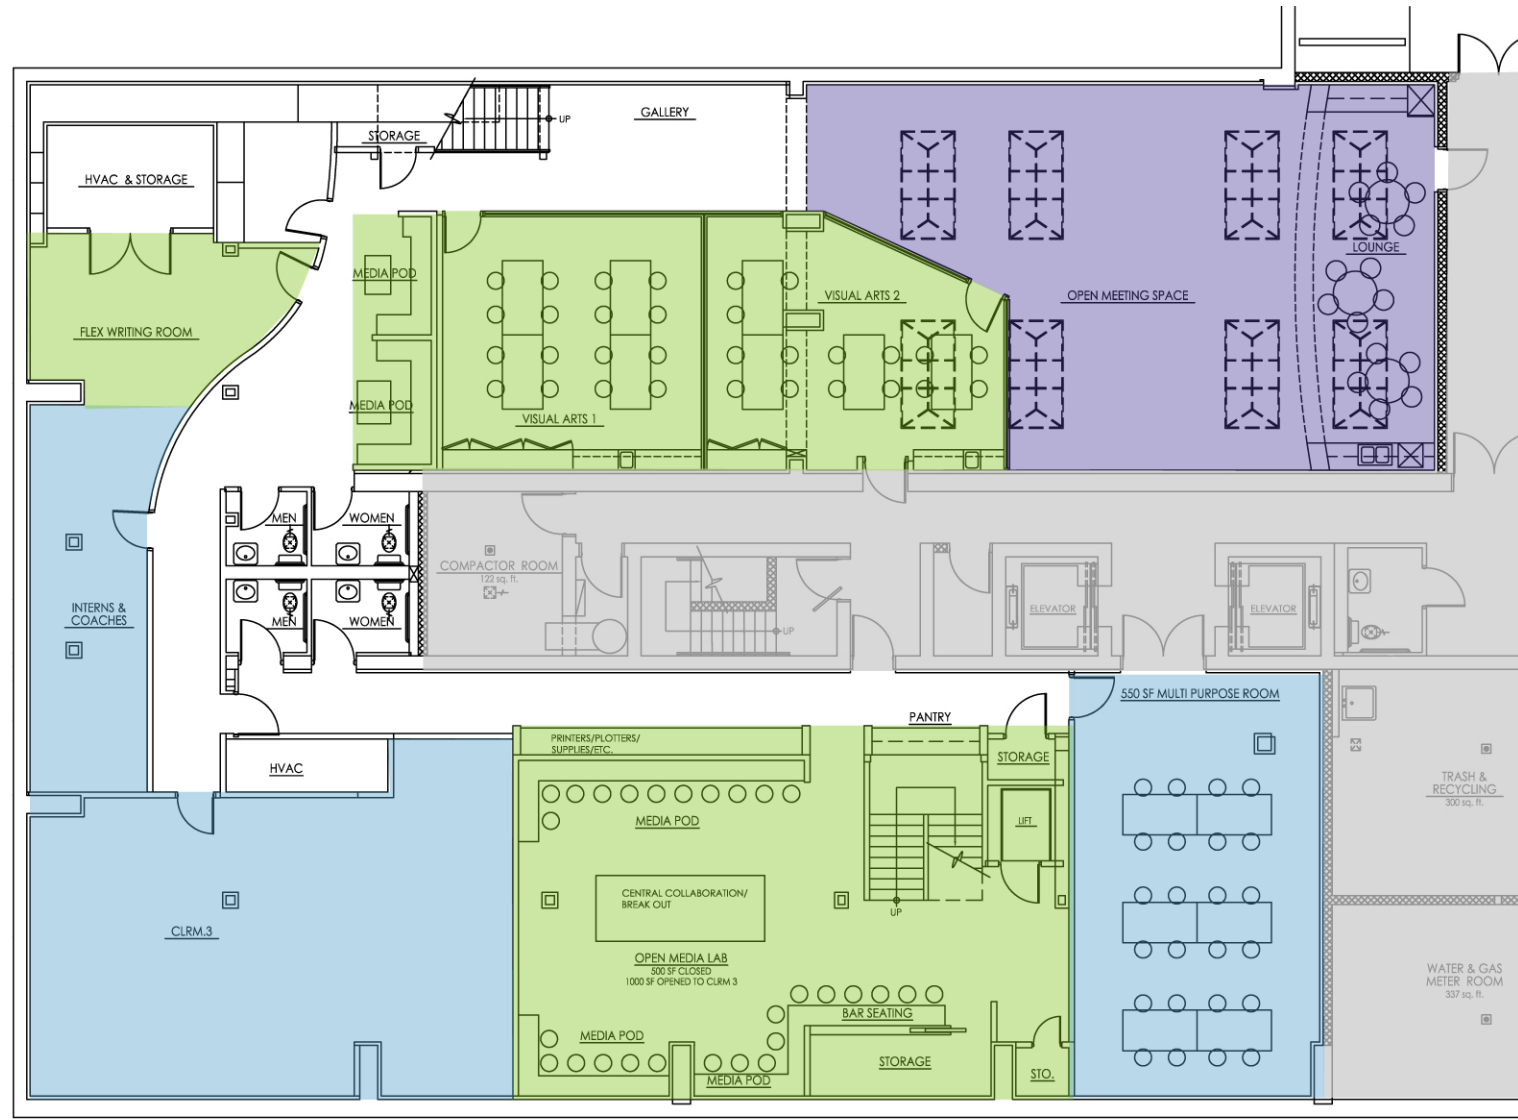 GALLERY
UP
STORAGE
HVAC & STORAGE
LOUNGE
MEDIA POD
VISUAL ARTS 2
OPEN MEETING SPACE
FLEX WRITING ROOM
MEDIA POD
VISUAL ARTS 1
MEN
WOMEN
COMPACTOR ROOM
122 sq. ft.
INTERNS &
COACHES
ELEVATOR
ELEVATOR
MEN
WOMEN
UP
550 SF MULTI PURPOSE ROOM
PANTRY
PRINTERS/PLOTTERS/
SUPPLIES/ETC.
STORAGE
HVAC
TRASH &
RECYCLING
300 sq. ft.
MEDIA POD
LIFT
CENTRAL COLLABORATION/
BREAK OUT
UP
CLRM.3
OPEN MEDIA LAB
500 SF CLOSED
1000 SF OPENED TO CLRM 3
WATER & GAS
METER ROOM
337 sq. ft.
BAR SEATING
MEDIA POD
STORAGE
STO.
MEDIA POD